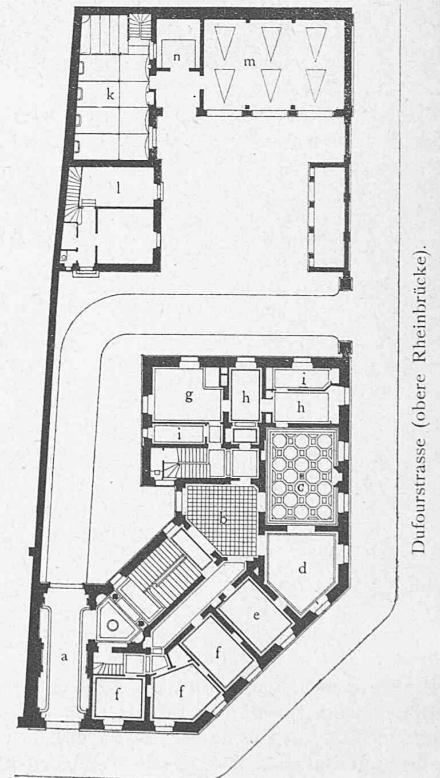 n
m
k
l
i
g
h
h
i
c
b
d
e
a
f
f
f
Dufourstrasse (obere Rheinbrücke).